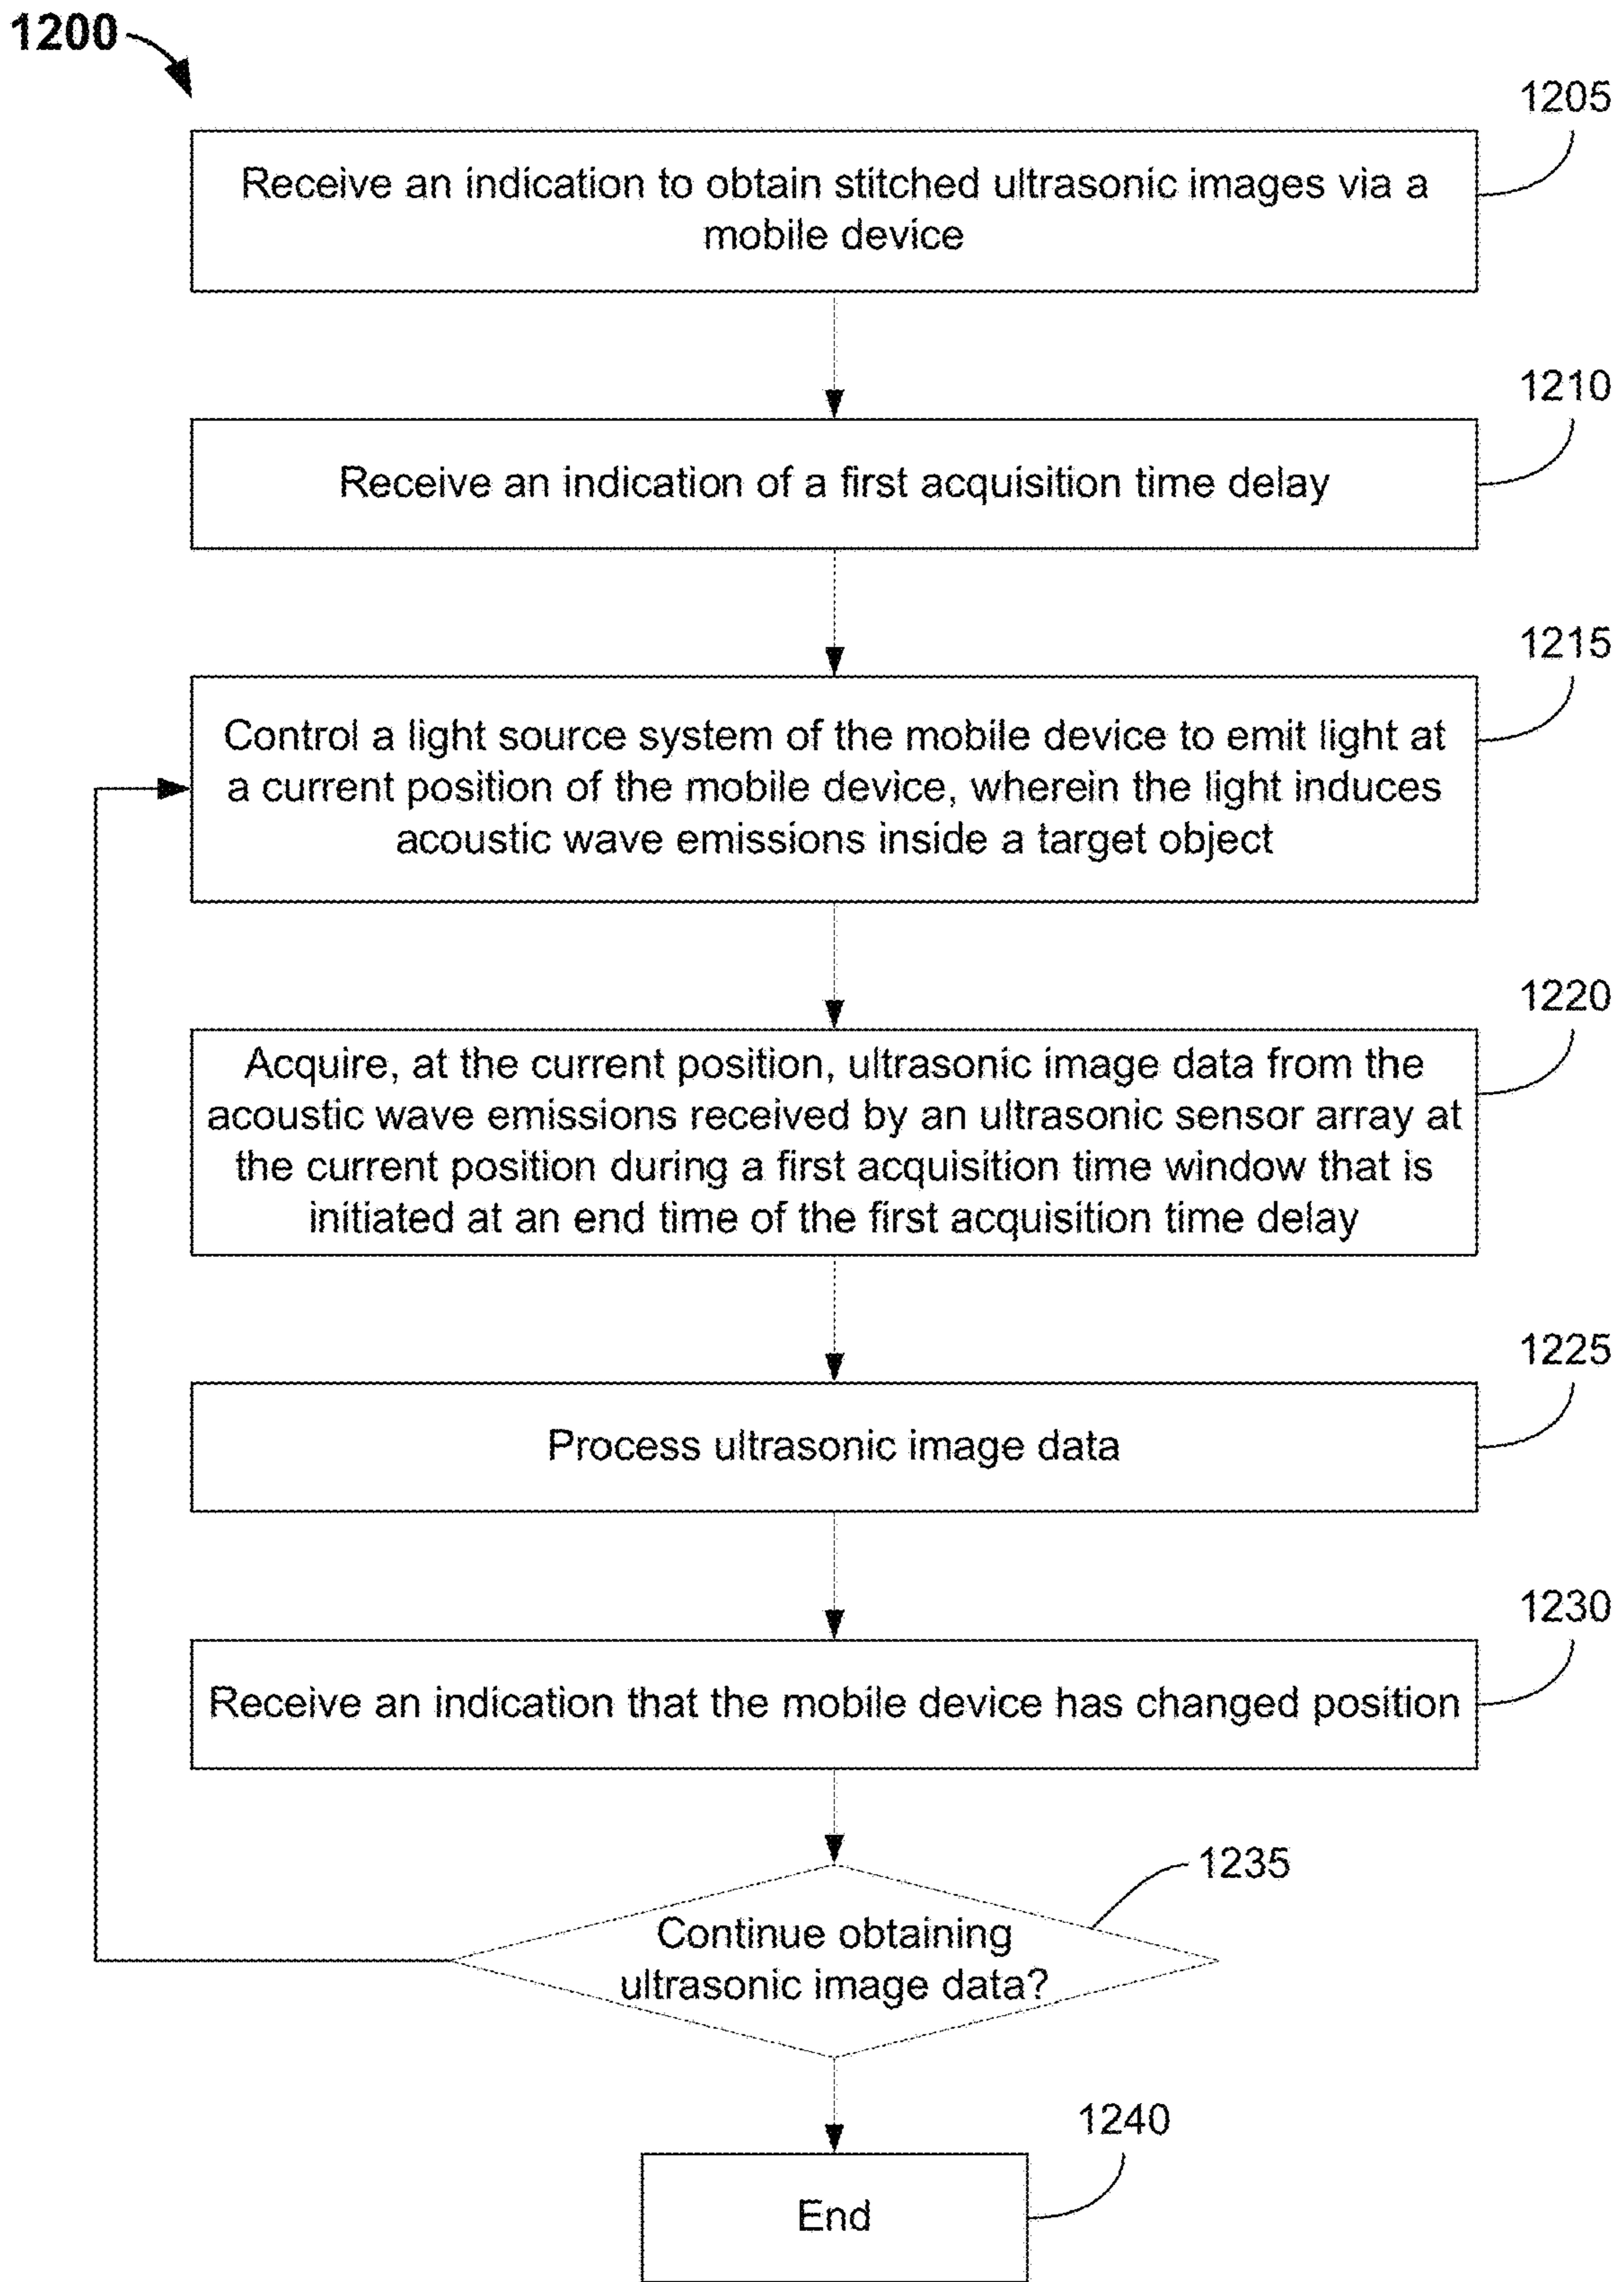 1200
1205
Receive an indication to obtain stitched ultrasonic images via a
mobile device
1210
Receive an indication of a first acquisition time delay
1215
Control a light source system of the mobile device to emit light at
a current position of the mobile device, wherein the light induces
acoustic wave emissions inside a target object
1220
Acquire, at the current position, ultrasonic image data from the
acoustic wave emissions received by an ultrasonic sensor array at
the current position during a first acquisition time window that is
initiated at an end time of the first acquisition time delay
1225
Process ultrasonic image data
1230
Receive an indication that the mobile device has changed position
1235
Continue obtaining
ultrasonic image data?
1240
End